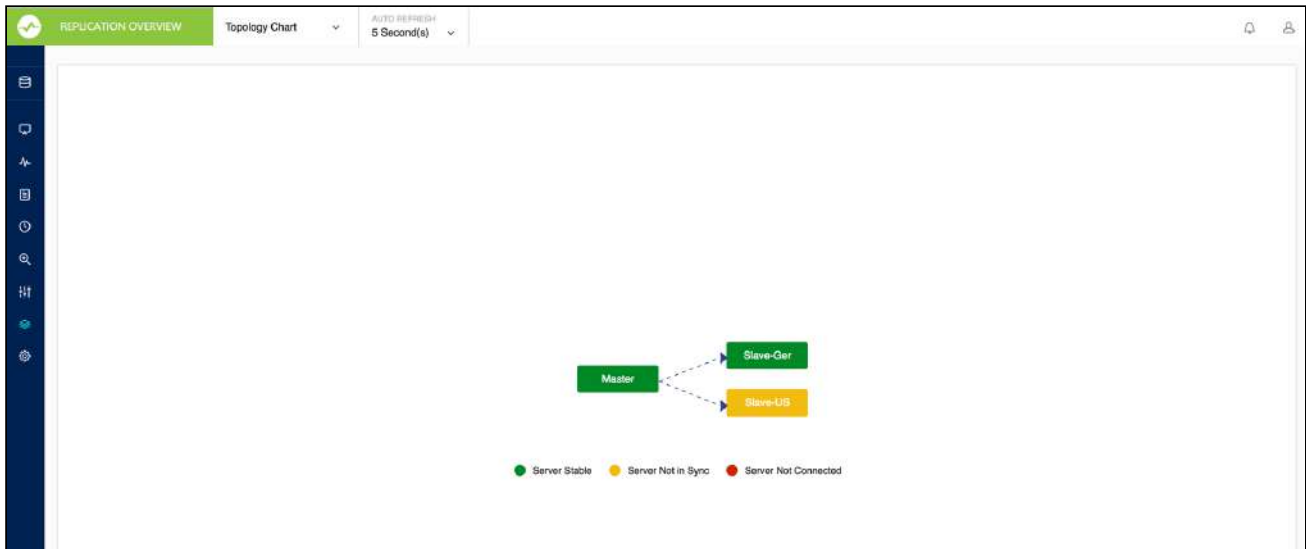 REPLICATION OVERVIEW
Topology Chart
AUTO REFRESH
5 Second(s)
Slave-Ger
Master
Slave-US
Server Stable
Server Not in Sync
Server Not Connected